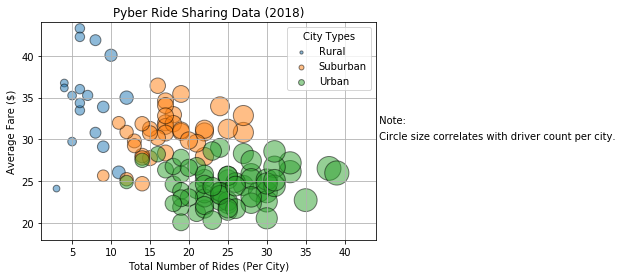 Pyber Ride Sharing Data (2018)
City Types
Rural
Suburban
Urban
40
35
30
25
20
Average Fare ($)
5
10
15
20
25
30
35
40
Total Number of Rides (Per City)
Note:
Circle size correlates with driver count per city.